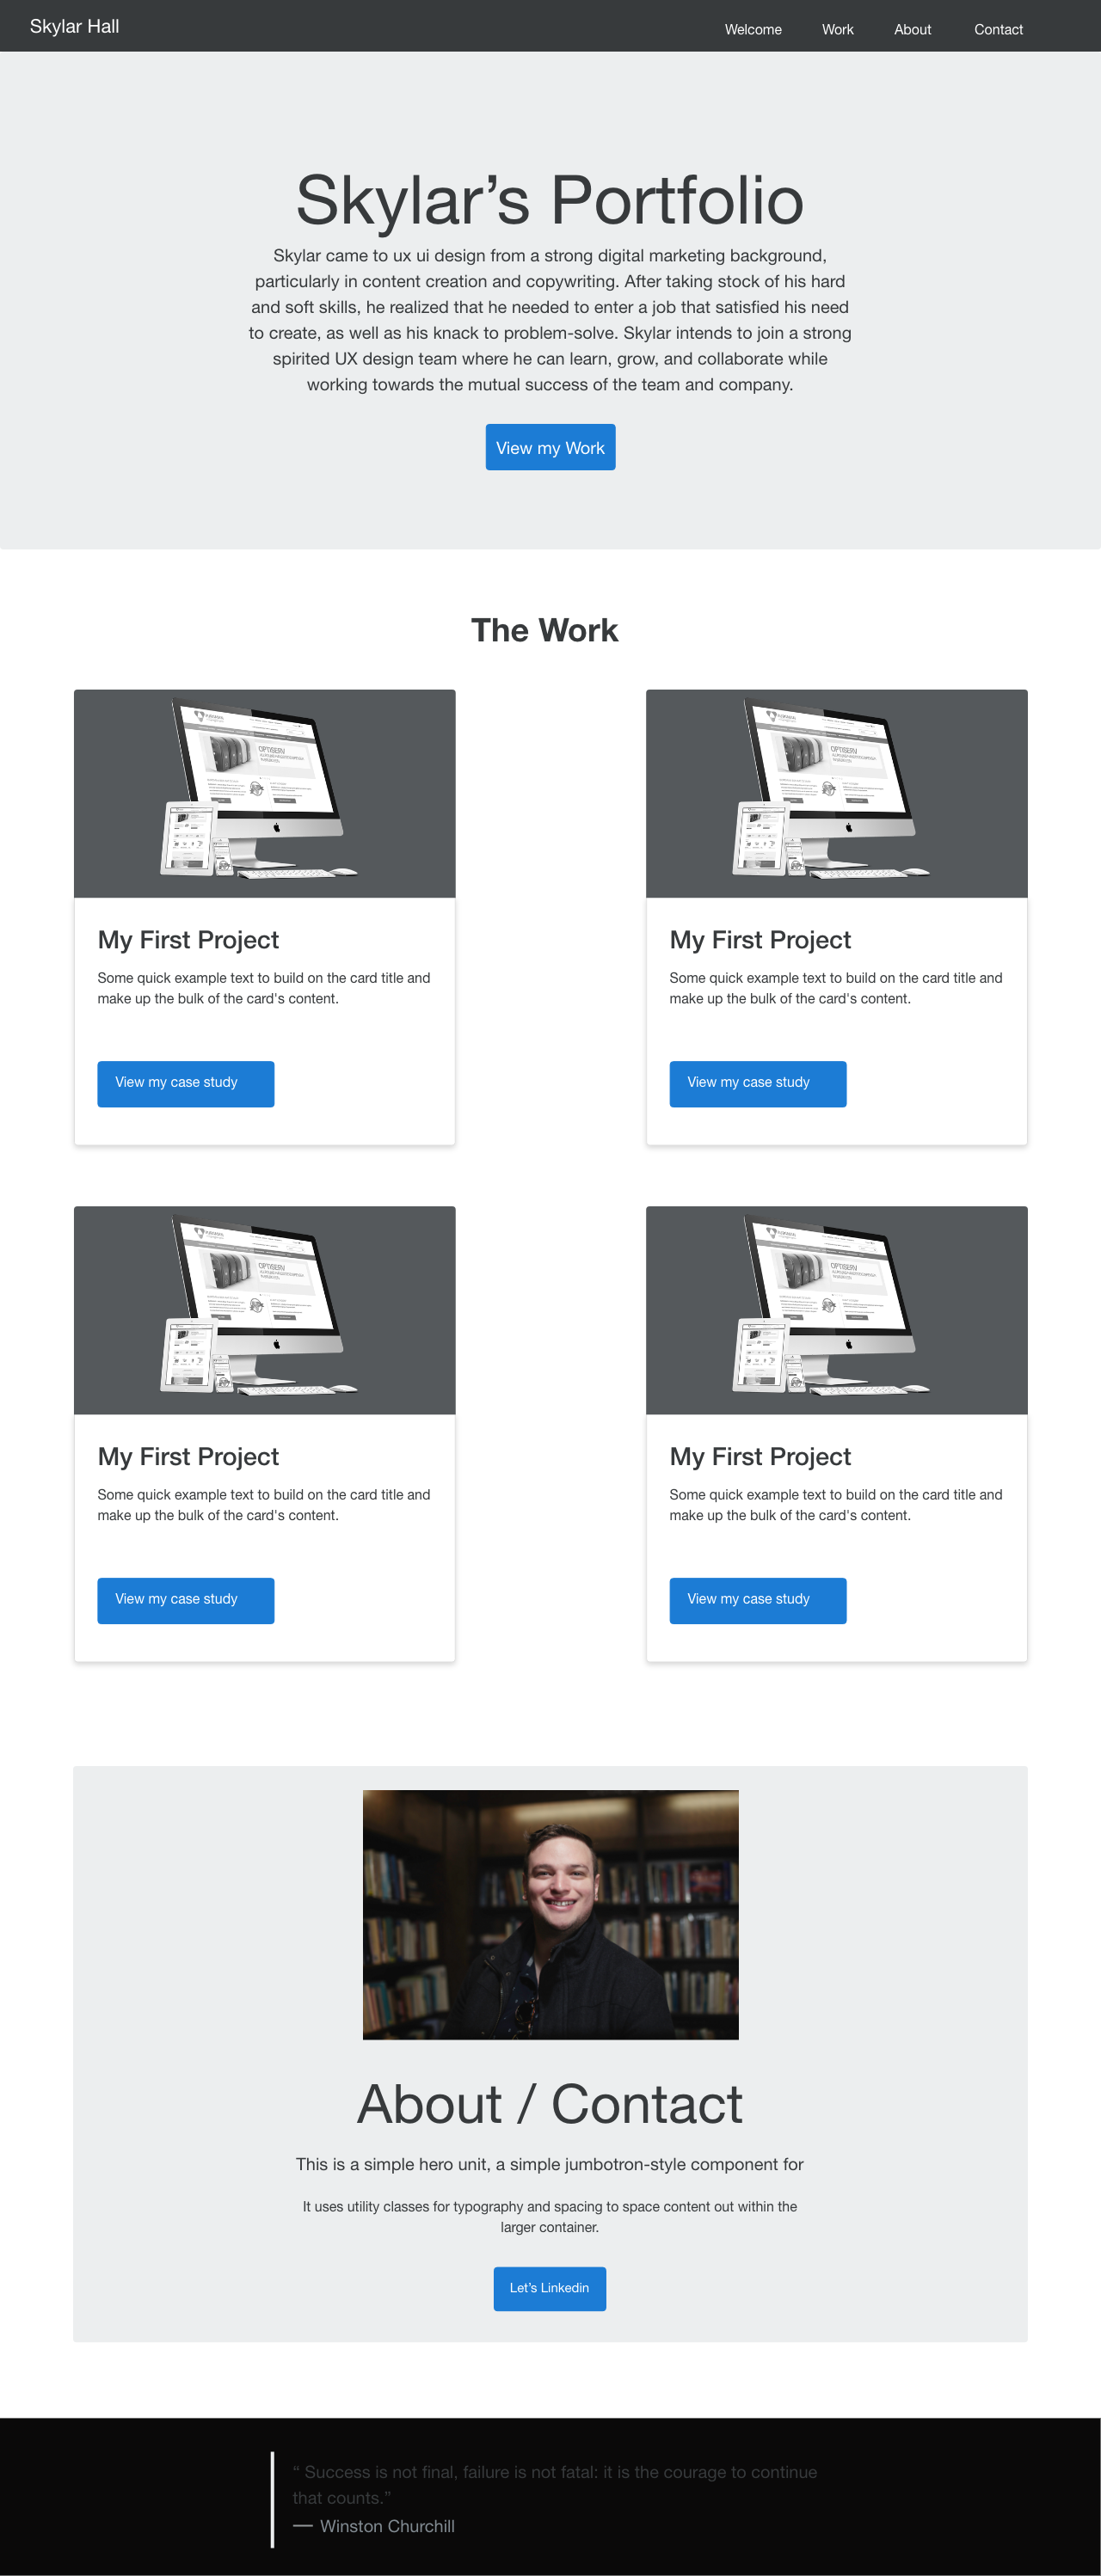 Skylar Hall
Welcome
Work
About
Contact
Skylar’s Portfolio
Skylar came to ux ui design from a strong digital marketing background,
particularly in content creation and copywriting. After taking stock of his hard
and soft skills, he realized that he needed to enter a job that satisfied his need
to create, as well as his knack to problem-solve. Skylar intends to join a strong
spirited UX design team where he can learn, grow, and collaborate while
working towards the mutual success of the team and company.
View my Work
The Work
OPTISERV
My First Project
Some quick example text to build on the card title and
make up the bulk of the card's content.
View my case study
OPTISERV
My First Project
Some quick example text to build on the card title and
make up the bulk of the card's content.
View my case study
OPTISERV
My First Project
Some quick example text to build on the card title and
make up the bulk of the card's content.
View my case study
OPTISERV
My First Project
Some quick example text to build on the card title and
make up the bulk of the card's content.
View my case study
About / Contact
This is a simple hero unit, a simple jumbotron-style component for
It uses utility classes for typography and spacing to space content out within the
larger container.
Let’s Linkedin
“ Success is not final, failure is not fatal: it is the courage to continue
that counts.”
— Winston Churchill